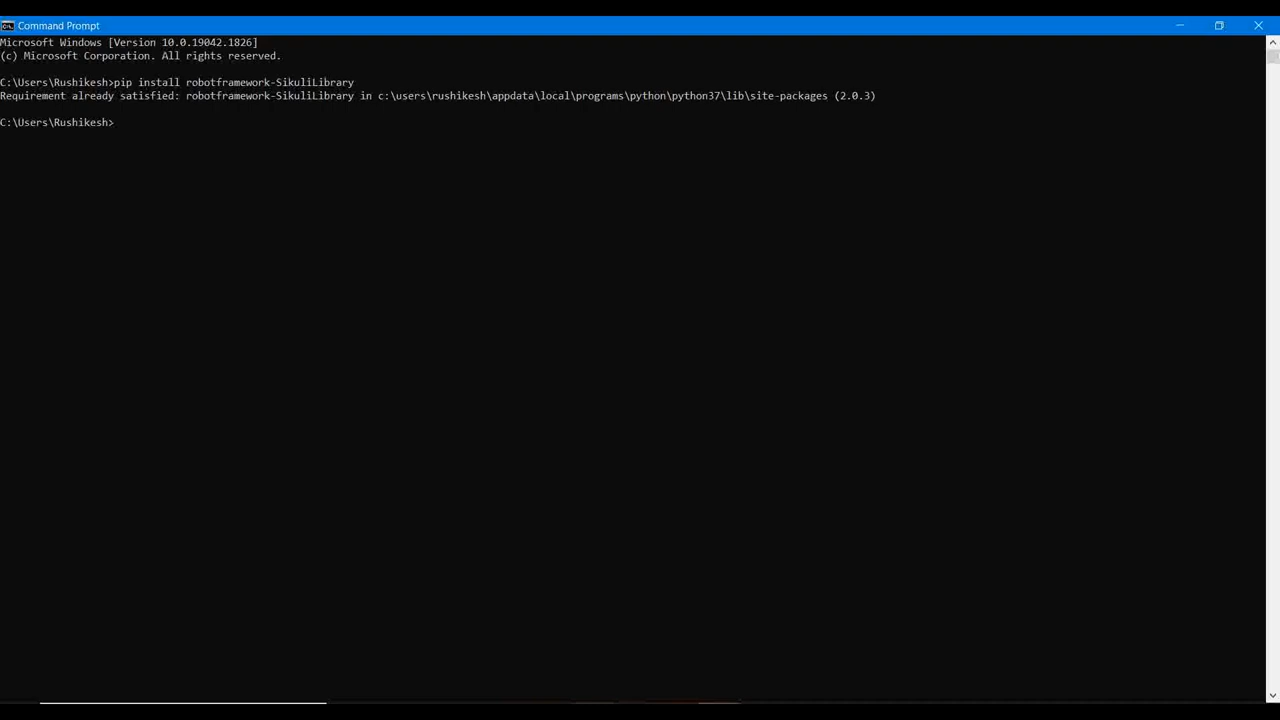 Command Prompt
Microsoft Windows [Version 10.0.19042.1826]
(c) Microsoft Corporation. All rights reserved.
C:\Users\Rushikesh>pip install robotframework-SikuliLibrary
Requirement already satisfied: robotframework-SikuliLibrary in c:\users\rushikesh\appdata\local\programs\python\python37\lib\site-packages (2.0.3)
C:\Users\Rushikesh>